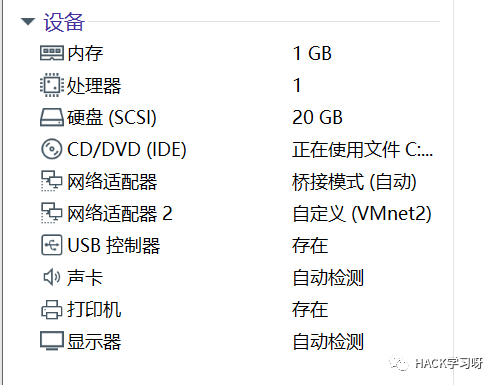 设备
内存 1 GB
处理器 1
硬盘 (SCSI) 20 GB
CD/DVD (IDE) 正在使用文件 C:...
网络适配器 桥接模式 (自动)
网络适配器 2 自定义 (VMnet2)
USB 控制器 存在
声卡 自动检测
打印机 存在
显示器 自动检测
HACK学习呀